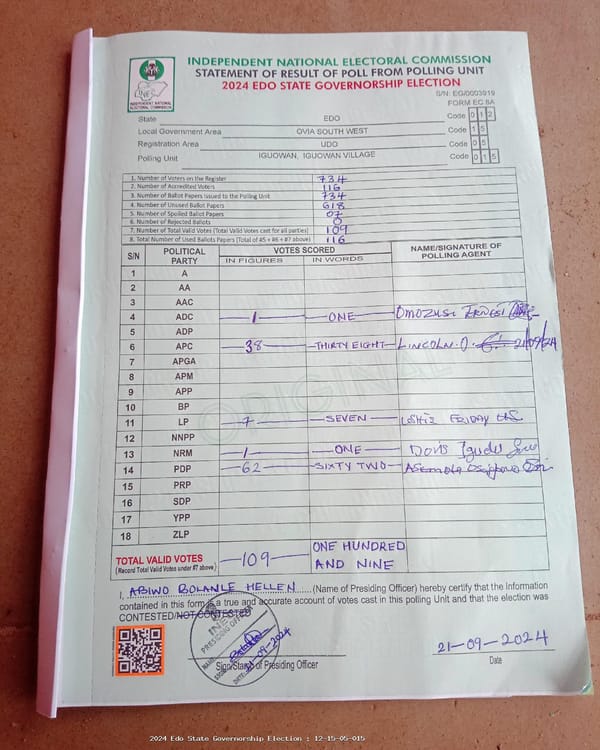 INDEPENDENT NATIONAL ELECTORAL COMMISSION
STATEMENT OF RESULT OF POLL FROM POLLING UNIT
2024 EDO STATE GOVERNORSHIP ELECTION
INDEPENDENT NATIONAL ELECTORAL COMMISSION
S/N: EG/0003919
FORM EC 8A
State EDO Code 0 1 2
Local Government Area OVIA SOUTH WEST Code 1 5
Registration Area UDO Code 0 5
Polling Unit IGUOWAN, IGUOWAN VILLAGE Code 0 1 5
1. Number of Voters on the Register 734
2. Number of Accredited Voters 116
3. Number of Ballot Papers Issued to the Polling Unit 734
4. Number of Unused Ballot Papers 618
5. Number of Spoiled Ballot Papers 07
6. Number of Rejected Ballots 0
7. Number of Total Valid Votes (Total Valid Votes cast for all parties) 109
8. Total Number of Used Ballots Papers (Total of #5 + #6 + #7 above) 116
S/N POLITICAL PARTY VOTES SCORED NAME/SIGNATURE OF POLLING AGENT
IN FIGURES IN WORDS
1 A
2 AA
3 AAC
4 ADC 1 ONE OMOZUSI ERNEST
5 ADP
6 APC 38 THIRTY EIGHT LINCOLN.O. 21/09/24
7 APGA
8 APM
9 APP
10 BP
11 LP 7 SEVEN FRIDAY
12 NNPP
13 NRM 1 ONE Doris
14 PDP 62 SIXTY TWO
15 PRP
16 SDP
17 YPP
18 ZLP
ORIGINAL
TOTAL VALID VOTES 109 ONE HUNDRED AND NINE
(Record Total Valid Votes under #7 above)
I, ABIWO BOLANLE HELLEN (Name of Presiding Officer) hereby certify that the Information
contained in this form is a true and accurate account of votes cast in this polling Unit and that the election was
CONTESTED/NOT CONTESTED
INEC
PRESIDING OFFICER
21-09-2024
Sign/Stamp of Presiding Officer
21-09-2024
Date
2024 Edo State Governorship Election : 12-15-05-015